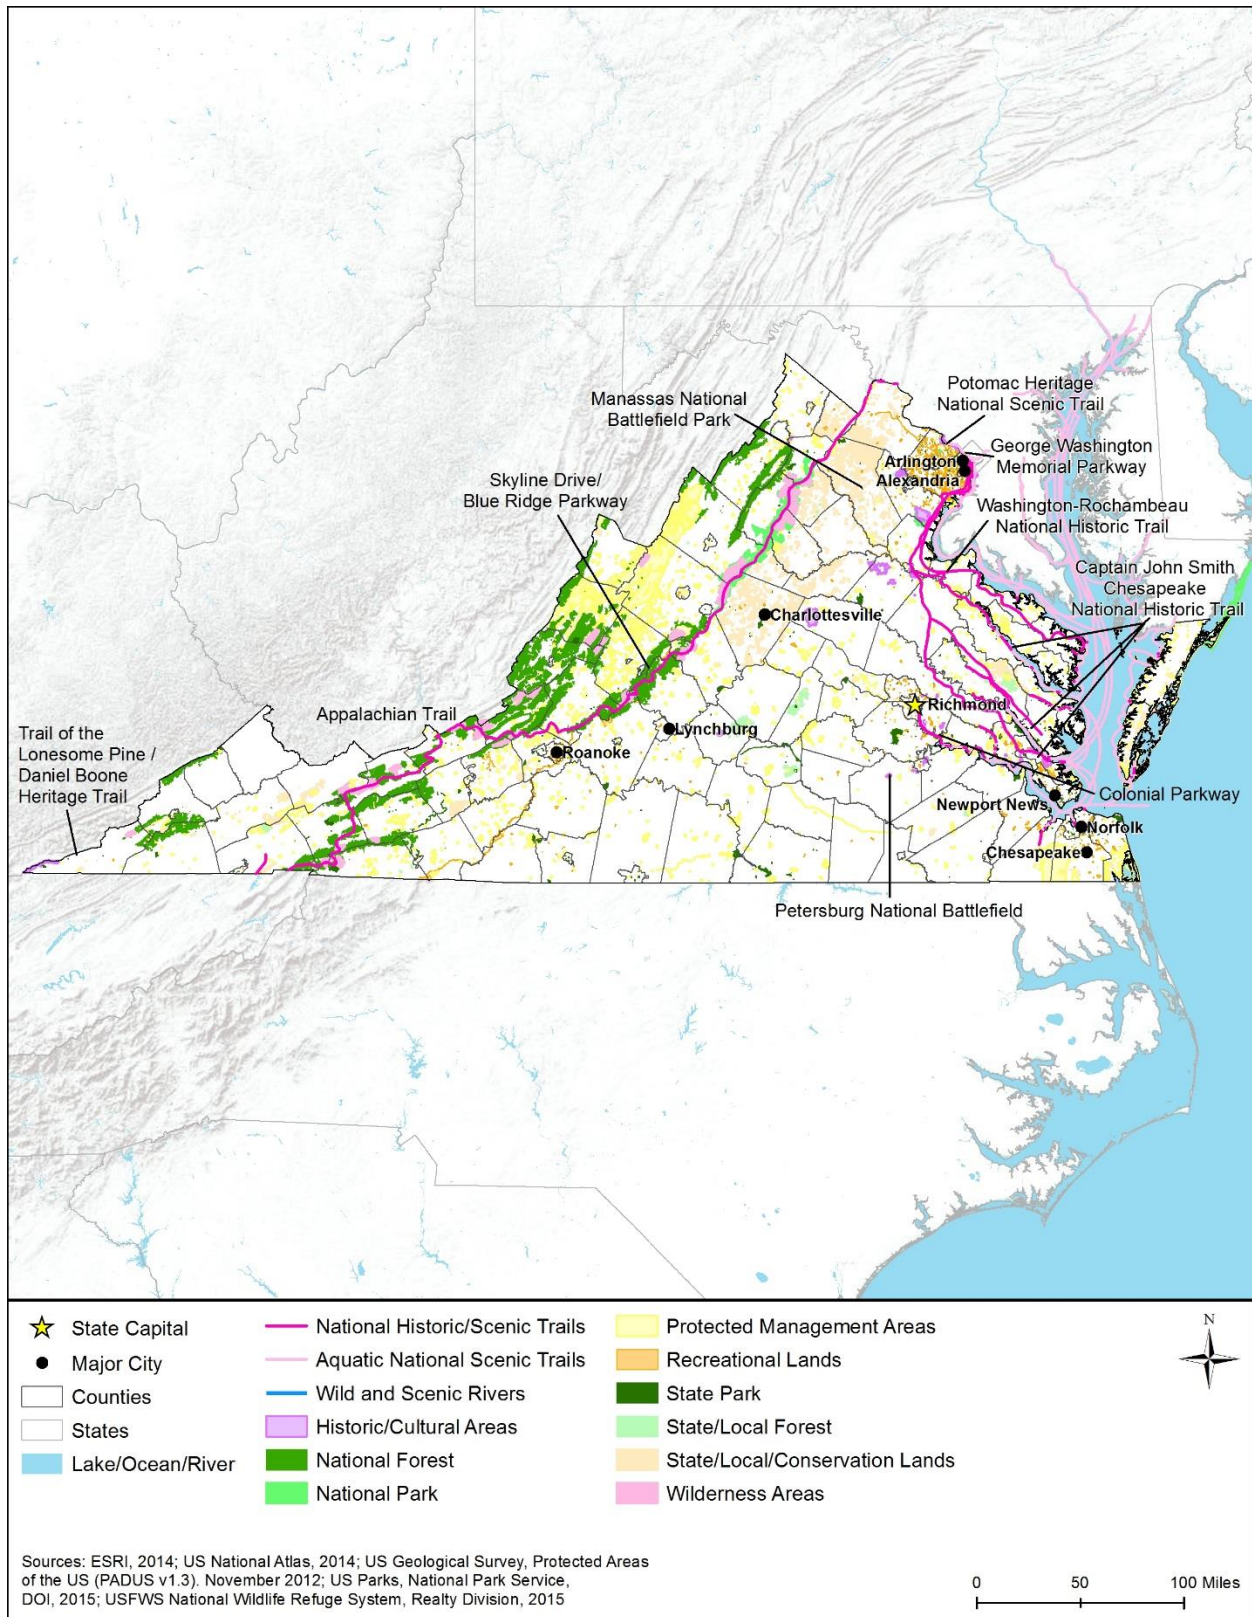 Potomac Heritage
National Scenic Trail
Manassas National
Battlefield Park
George Washington
Memorial Parkway
Arlington
Alexandria
Skyline Drive/
Blue Ridge Parkway
Washington-Rochambeau
National Historic Trail
Captain John Smith
Chesapeake
National Historic Trail
Charlottesville
Richmond
Appalachian Trail
Lynchburg
Trail of the
Lonesome Pine /
Daniel Boone
Heritage Trail
Roanoke
Colonial Parkway
Newport News
Norfolk
Chesapeake
Petersburg National Battlefield
State Capital
Major City
Counties
States
Lake/Ocean/River
National Historic/Scenic Trails
Aquatic National Scenic Trails
Wild and Scenic Rivers
Historic/Cultural Areas
National Forest
National Park
Protected Management Areas
Recreational Lands
State Park
State/Local Forest
State/Local/Conservation Lands
Wilderness Areas
N
Sources: ESRI, 2014; US National Atlas, 2014; US Geological Survey, Protected Areas
of the US (PADUS v1.3). November 2012; US Parks, National Park Service,
DOI, 2015; USFWS National Wildlife Refuge System, Realty Division, 2015
0 50 100 Miles